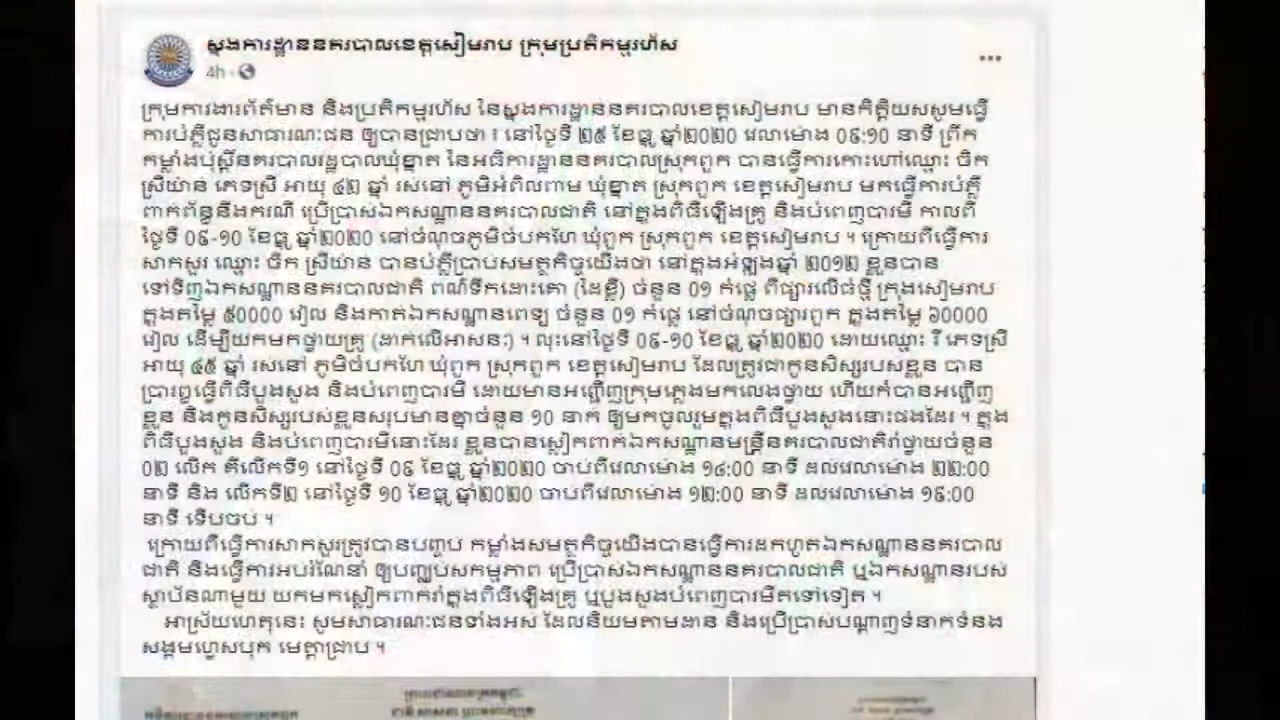 ស្នងការដ្ឋាននគរបាលខេត្តសៀមរាប ក្រុមប្រតិកម្មរហ័ស
4h ·
ក្រុមការងារព័ត៌មាន និងប្រតិកម្មរហ័ស នៃស្នងការដ្ឋាននគរបាលខេត្តសៀមរាប មានកិត្តិយសសូមធ្វើ
ការបំភ្លឺជូនសាធារណៈជន ឲ្យបានជ្រាបថា ៖ នៅថ្ងៃទី ២៥ ខែធ្នូ ឆ្នាំ២០២០ វេលាម៉ោង ០៩:១០ នាទី ព្រឹក
កម្លាំងប៉ុស្តិ៍នគរបាលរដ្ឋបាលឃុំខ្នាត នៃអធិការដ្ឋាននគរបាលស្រុកពួក បានធ្វើការកោះហៅឈ្មោះ ចិក
ស្រីយ៉ាន ភេទស្រី អាយុ ៤២ ឆ្នាំ រស់នៅ ភូមិអំពិលពាម ឃុំខ្នាត ស្រុកពួក ខេត្តសៀមរាប មកធ្វើការបំភ្លឺ
ពាក់ព័ន្ធនឹងករណី ប្រើប្រាស់ឯកសណ្ឋាននគរបាលជាតិ នៅក្នុងពិធីឡើងគ្រូ និងបំពេញបារមី កាលពី
ថ្ងៃទី ០៩-១០ ខែធ្នូ ឆ្នាំ២០២០ នៅចំណុចភូមិចំបកហែ ឃុំពួក ស្រុកពួក ខេត្តសៀមរាប ។ ក្រោយពីធ្វើការ
សាកសួរ ឈ្មោះ ចិក ស្រីយ៉ាន បានបំភ្លឺប្រាប់សមត្ថកិច្ចយើងថា នៅក្នុងអំឡុងឆ្នាំ ២០១២ ខ្លួនបាន
ទៅទិញឯកសណ្ឋាននគរបាលជាតិ ពណ៌ទឹកដោះគោ (ដៃខ្លី) ចំនួន ០១ កំផ្លេ ពីផ្សារលើធំថ្មី ក្រុងសៀមរាប
ក្នុងតម្លៃ ៥០០០០ រៀល និងកាត់ឯកសណ្ឋានពេទ្យ ចំនួន ០១ កំផ្លេ នៅចំណុចផ្សារពួក ក្នុងតម្លៃ ៦០០០០
រៀល ដើម្បីយកមកថ្វាយគ្រូ (ដាក់លើអាសនៈ) ។ លុះនៅថ្ងៃទី ០៩-១០ ខែធ្នូ ឆ្នាំ២០២០ ដោយឈ្មោះ រី ភេទស្រី
អាយុ ៤៥ ឆ្នាំ រស់នៅ ភូមិចំបកហែ ឃុំពួក ស្រុកពួក ខេត្តសៀមរាប ដែលត្រូវជាកូនសិស្សរបស់ខ្លួន បាន
ប្រារព្ធធ្វើពិធីបួងសួង និងបំពេញបារមី ដោយមានអញ្ជើញក្រុមភ្លេងមកលេងថ្វាយ ហើយក៏បានអញ្ជើញ
ខ្លួន និងកូនសិស្សរបស់ខ្លួនសរុបមានគ្នាចំនួន ១០ នាក់ ឲ្យមកចូលរួមក្នុងពិធីបួងសួងនោះផងដែរ ។ ក្នុង
ពិធីបួងសួង និងបំពេញបារមីនោះដែរ ខ្លួនបានស្លៀកពាក់ឯកសណ្ឋានមន្ត្រីនគរបាលជាតិរាំថ្វាយចំនួន
០២ លើក គឺលើកទី១ នៅថ្ងៃទី ០៩ ខែធ្នូ ឆ្នាំ២០២០ ចាប់ពីវេលាម៉ោង ១៤:០០ នាទី ដល់វេលាម៉ោង ២២:០០
នាទី និង លើកទី២ នៅថ្ងៃទី ១០ ខែធ្នូ ឆ្នាំ២០២០ ចាប់ពីវេលាម៉ោង ១២:០០ នាទី ដល់វេលាម៉ោង ១៩:០០
នាទី ទើបចប់ ។
ក្រោយពីធ្វើការសាកសួរត្រូវបានបញ្ចប់ កម្លាំងសមត្ថកិច្ចយើងបានធ្វើការដកហូតឯកសណ្ឋាននគរបាល
ជាតិ និងធ្វើការអប់រំណែនាំ ឲ្យបញ្ឈប់សកម្មភាព ប្រើប្រាស់ឯកសណ្ឋាននគរបាលជាតិ ឬឯកសណ្ឋានរបស់
ស្ថាប័នណាមួយ យកមកស្លៀកពាក់រាំក្នុងពិធីឡើងគ្រូ ឬបួងសួងបំពេញបារមីតទៅទៀត ។
អាស្រ័យហេតុនេះ សូមសាធារណៈជនទាំងអស់ ដែលនិយមតាមដាន និងប្រើប្រាស់បណ្តាញទំនាក់ទំនង
សង្គមហ្វេសប៊ុក មេត្តាជ្រាប ។